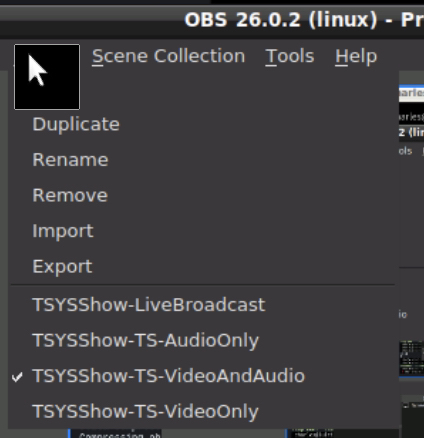 OBS 26.0.2 (linux) - Pr
Scene Collection Tools Help
Duplicate
Rename
Remove
Import
Export
TSYSShow-LiveBroadcast
TSYSShow-TS-AudioOnly
TSYSShow-TS-VideoAndAudio
TSYSShow-TS-VideoOnly